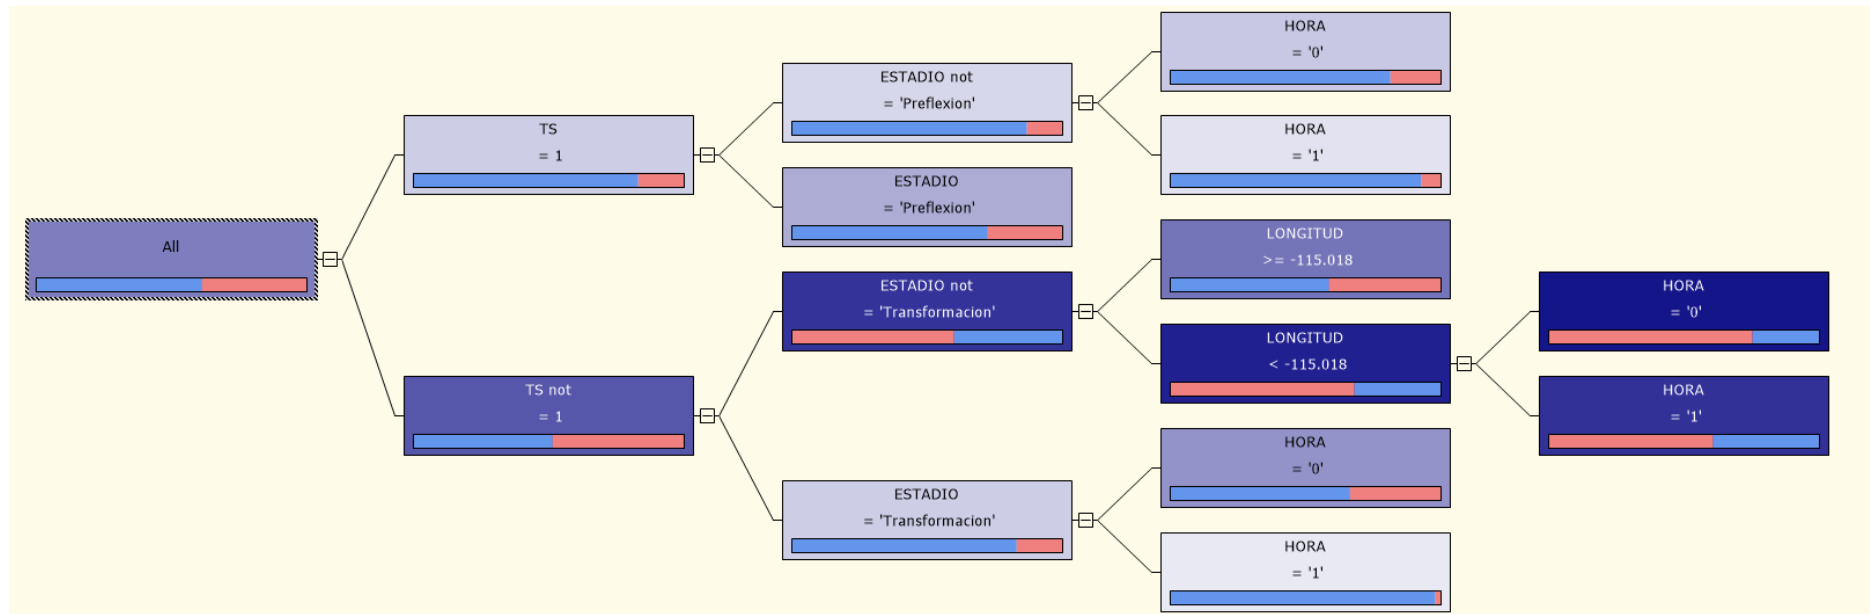 All
TS
= 1
TS not
= 1
ESTADIO not
= 'Preflexion'
ESTADIO
= 'Preflexion'
ESTADIO not
= 'Transformacion'
ESTADIO
= 'Transformacion'
HORA
= '0'
HORA
= '1'
LONGITUD
>= -115.018
LONGITUD
< -115.018
HORA
= '0'
HORA
= '1'
HORA
= '0'
HORA
= '1'